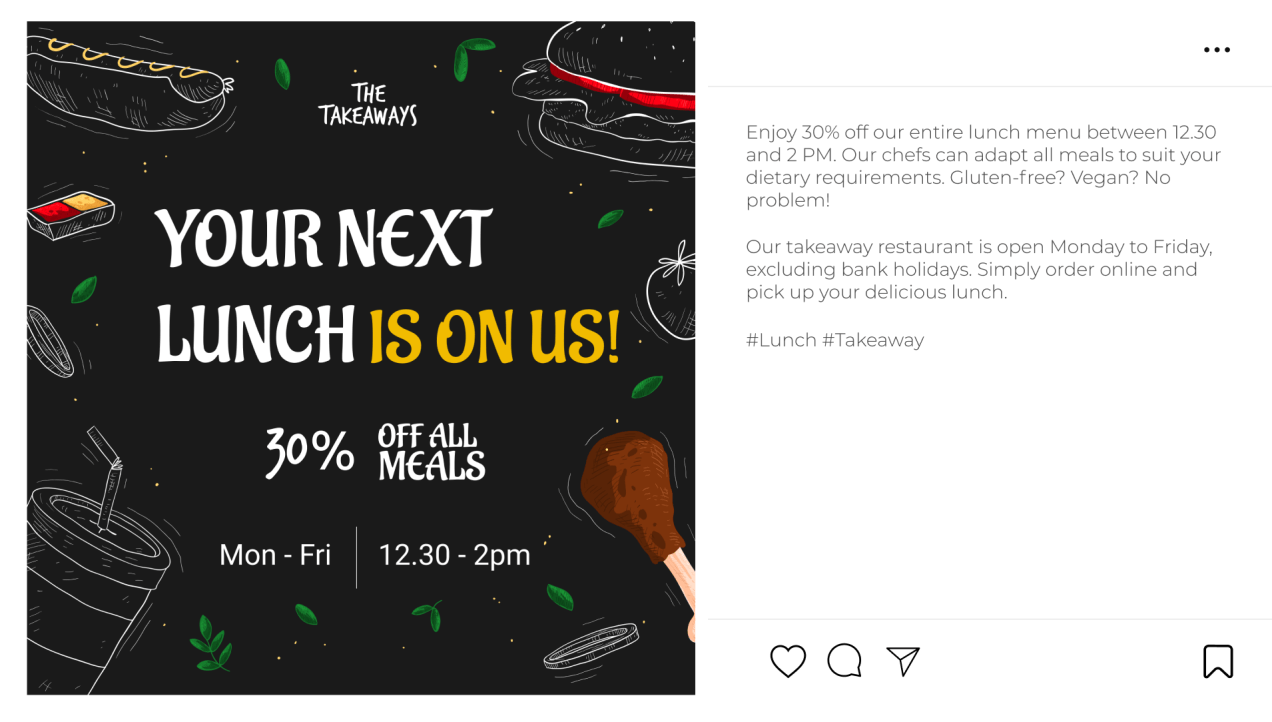 THE
TAKEAWAYS
YOUR NEXT
LUNCH IS ON US!
30% OFF ALL
MEALS
Mon - Fri 12.30 - 2pm
Enjoy 30% off our entire lunch menu between 12.30
and 2 PM. Our chefs can adapt all meals to suit your
dietary requirements. Gluten-free? Vegan? No
problem!
Our takeaway restaurant is open Monday to Friday,
excluding bank holidays. Simply order online and
pick up your delicious lunch.
#Lunch #Takeaway